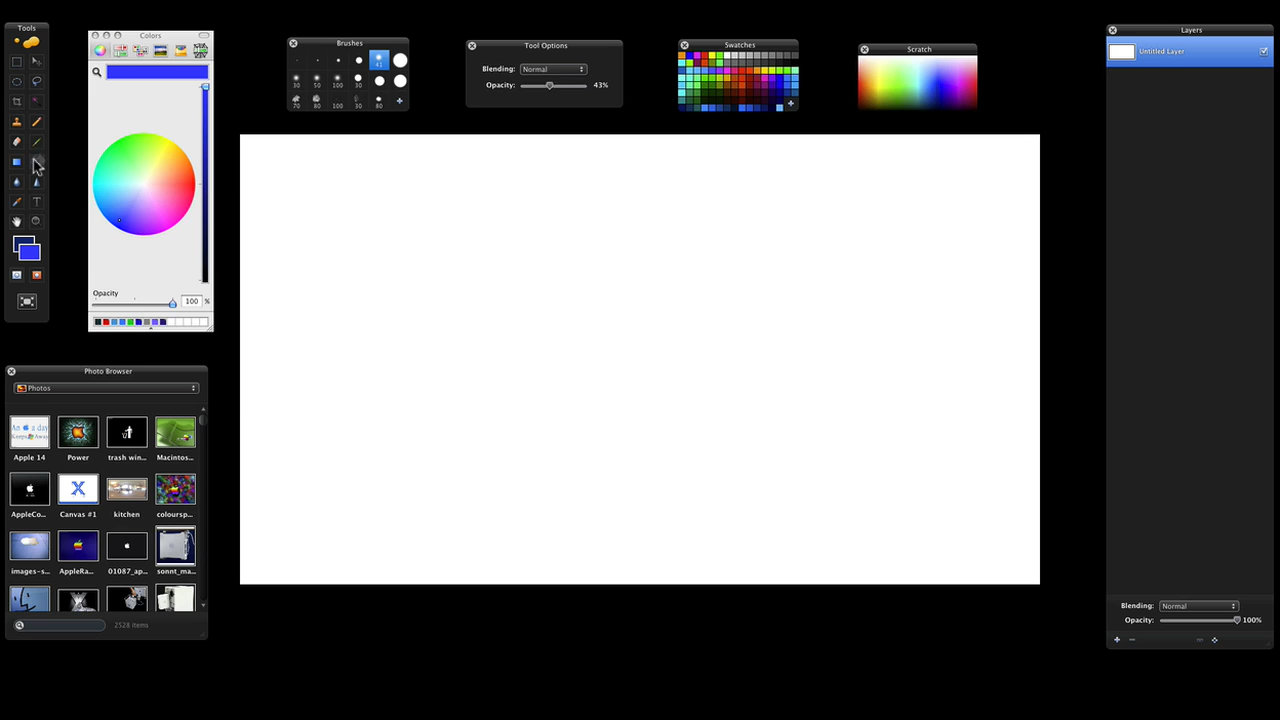 Tools
Colors
Opacity
100 %
Brushes
41
30 50 100 30
70 80 100 30 60
Tool Options
Blending: Normal
Opacity: 43%
Swatches
Scratch
Layers
Untitled Layer
Blending: Normal
Opacity: 100%
Photo Browser
Photos
Apple 14
Power
trash win...
Macintos...
AppleCo...
Canvas #1
kitchen
coloursp...
images-s...
AppleRa...
01087_ap...
sonnt_ma...
2528 items